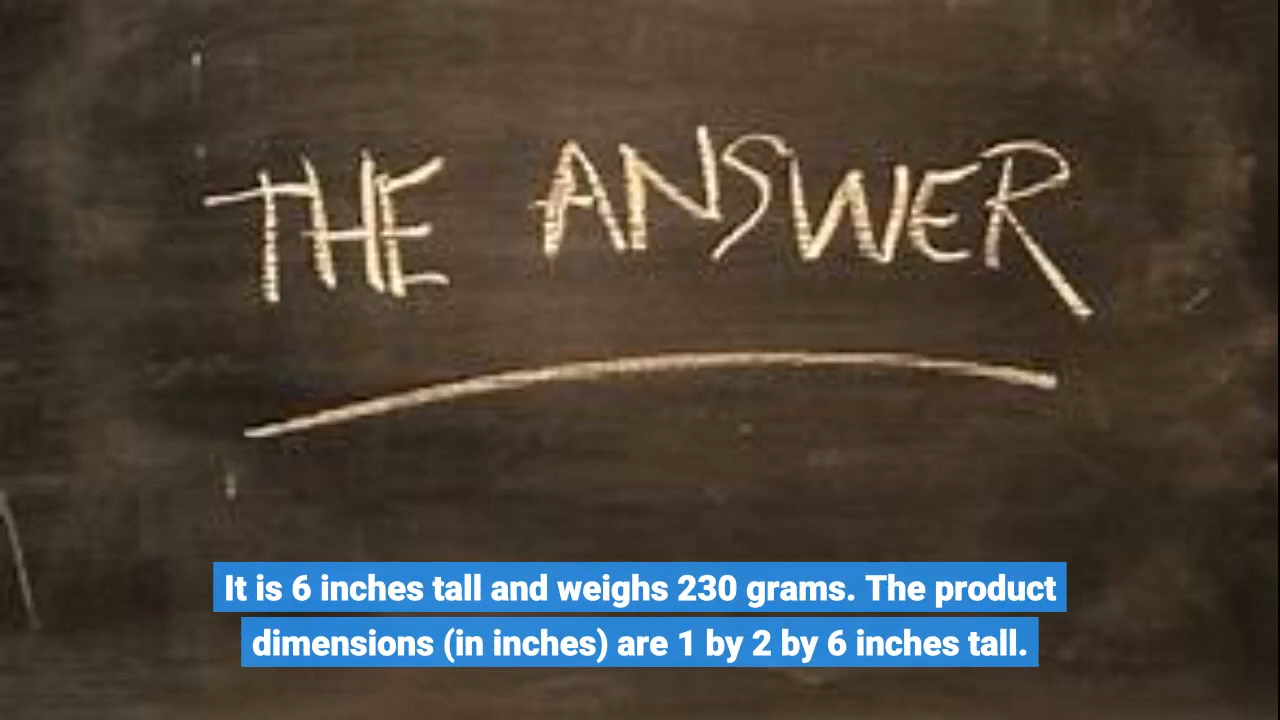 THE ANSWER
It is 6 inches tall and weighs 230 grams. The product
dimensions (in inches) are 1 by 2 by 6 inches tall.